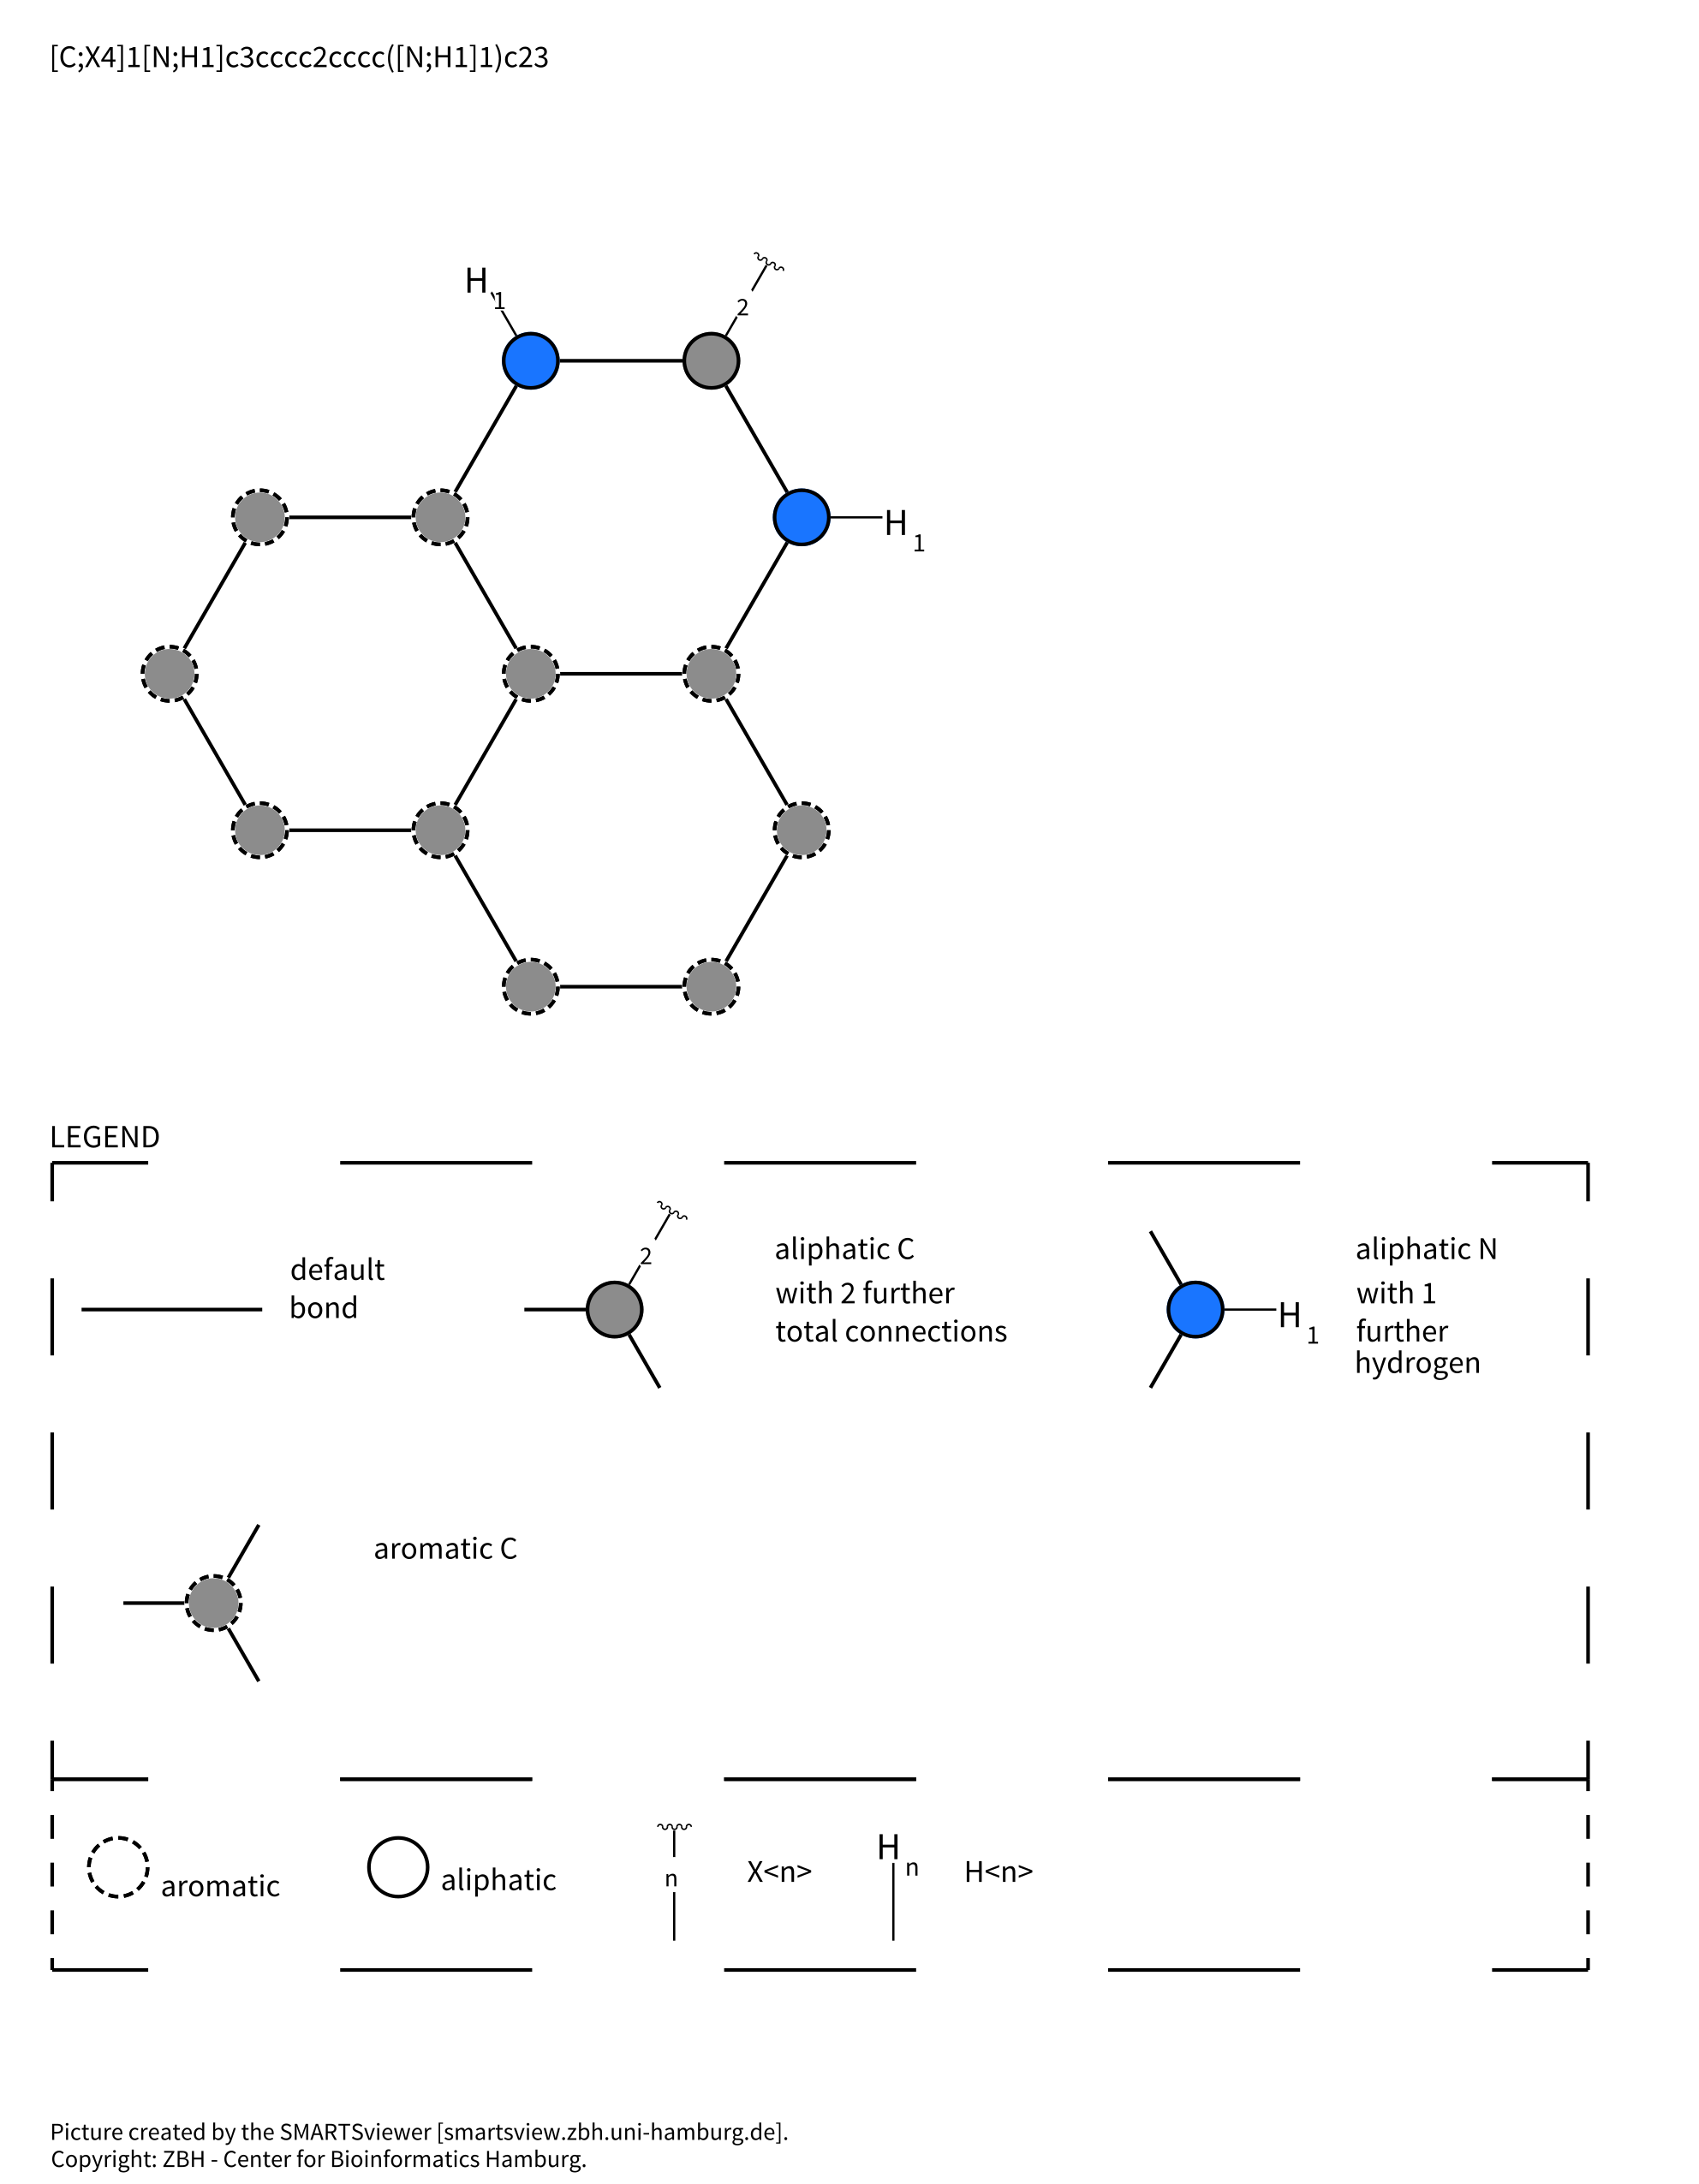 [C;X4]1[N;H1]c3cccc2cccc([N;H1]1)c23
H 1
2
H 1
LEGEND
default
bond
2
aliphatic C
with 2 further
total connections
H 1
aliphatic N
with 1
further
hydrogen
aromatic C
aromatic
aliphatic
n
X<n>
H n
H<n>
Picture created by the SMARTSviewer [smartsview.zbh.uni-hamburg.de].
Copyright: ZBH - Center for Bioinformatics Hamburg.